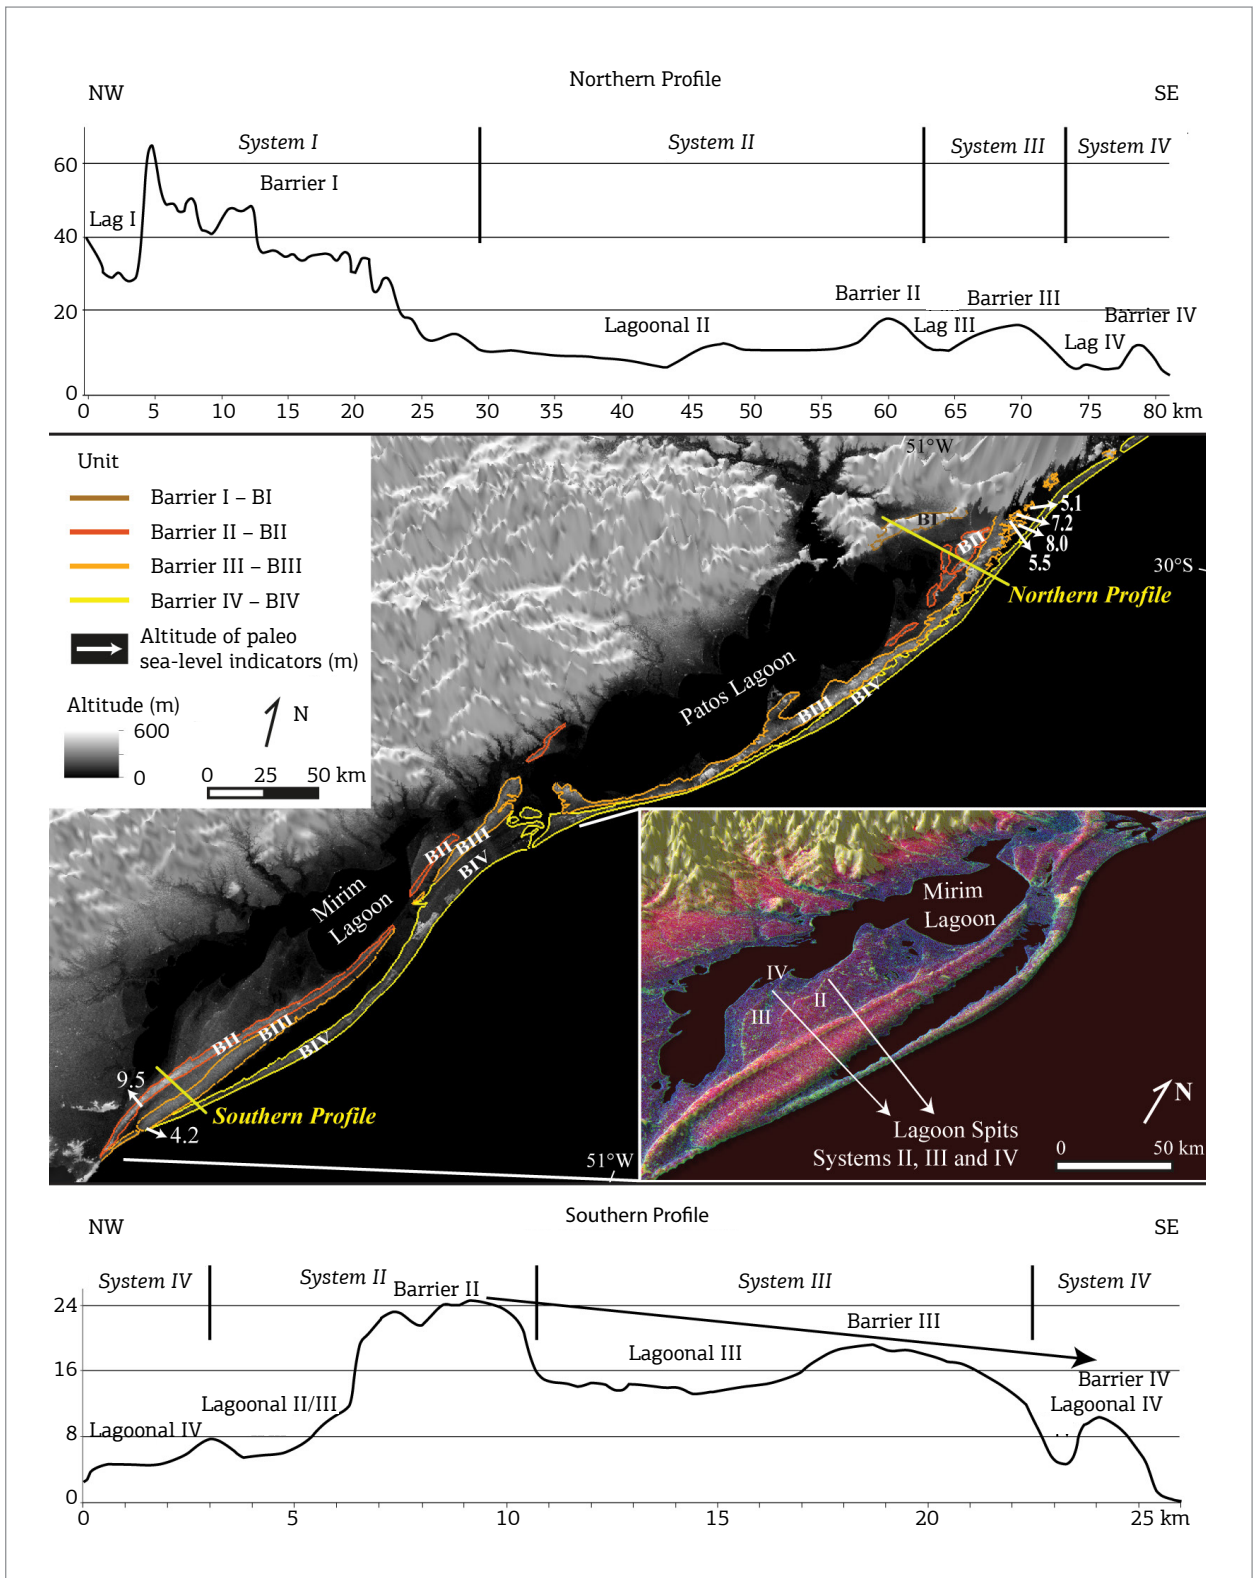 Northern Profile
NW
SE
System I
System II
System III
System IV
60
Barrier I
Lag I
40
Barrier II
Barrier III
20
Lagoonal II
Lag III
Barrier IV
Lag IV
0
0 5 10 15 20 25 30 35 40 45 50 55 60 65 70 75 80 km
Unit
Barrier I – BI
Barrier II – BII
Barrier III – BIII
Barrier IV – BIV
Altitude of paleo
sea-level indicators (m)
Altitude (m)
600
0
N
0 25 50 km
51°W
BI
BII
5.1
7.2
8.0
5.5
30°S
Northern Profile
Patos Lagoon
BIII
BIV
BII
BIII
BIV
Mirim
Lagoon
BII
BIII
BIV
9.5
Southern Profile
4.2
51°W
Mirim
Lagoon
IV
II
III
N
Lagoon Spits
Systems II, III and IV
0 50 km
Southern Profile
NW
SE
System IV
System II
System III
System IV
Barrier II
24
Barrier III
Lagoonal III
16
Barrier IV
Lagoonal II/III
Lagoonal IV
Lagoonal IV
8
0
0 5 10 15 20 25 km